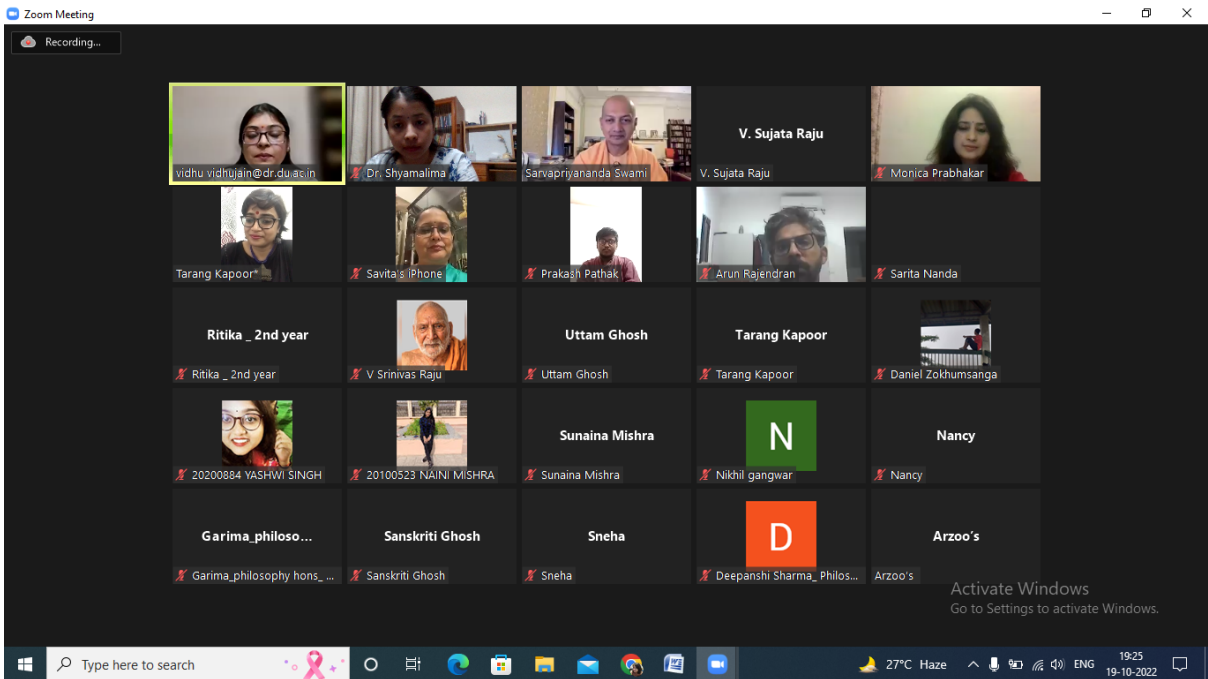 Zoom Meeting
Recording...
vidhu vidhujain@dr.du.ac.in
Dr. Shyamalima
Sarvapriyananda Swami
V. Sujata Raju
V. Sujata Raju
Monica Prabhakar
Tarang Kapoor*
Savita's iPhone
Prakash Pathak
Arun Rajendran
Sarita Nanda
Ritika _ 2nd year
Ritika _ 2nd year
V Srinivas Raju
Uttam Ghosh
Uttam Ghosh
Tarang Kapoor
Tarang Kapoor
Daniel Zokhumsanga
20200884 YASHWI SINGH
20100523 NAINI MISHRA
Sunaina Mishra
Sunaina Mishra
N
Nikhil gangwar
Nancy
Nancy
Garima_philoso...
Garima_philosophy hons_ ...
Sanskriti Ghosh
Sanskriti Ghosh
Sneha
Sneha
D
Deepanshi Sharma_ Philos...
Arzoo's
Arzoo's
Activate Windows
Go to Settings to activate Windows.
Type here to search
27°C Haze
ENG
19:25
19-10-2022